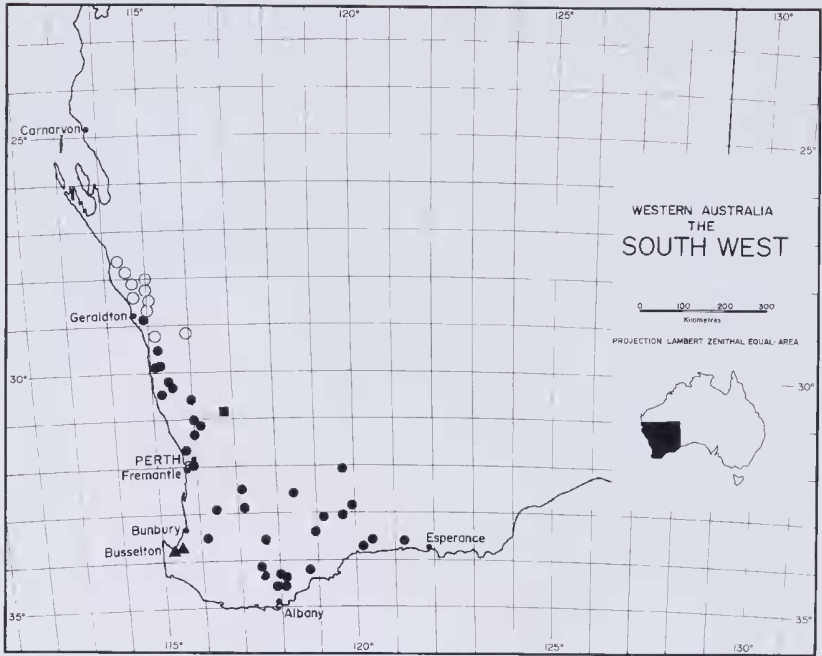 115° 120° 125° 130°
Carnarvon
25° 25°
WESTERN AUSTRALIA
THE
SOUTH WEST
Geraldton
0 100 200 300
Kilometres
PROJECTION LAMBERT ZENITHAL EQUAL-AREA
30° 30°
PERTH
Fremantle
Bunbury
Busselton
Esperance
Albany
35° 35°
115° 120° 125° 130°